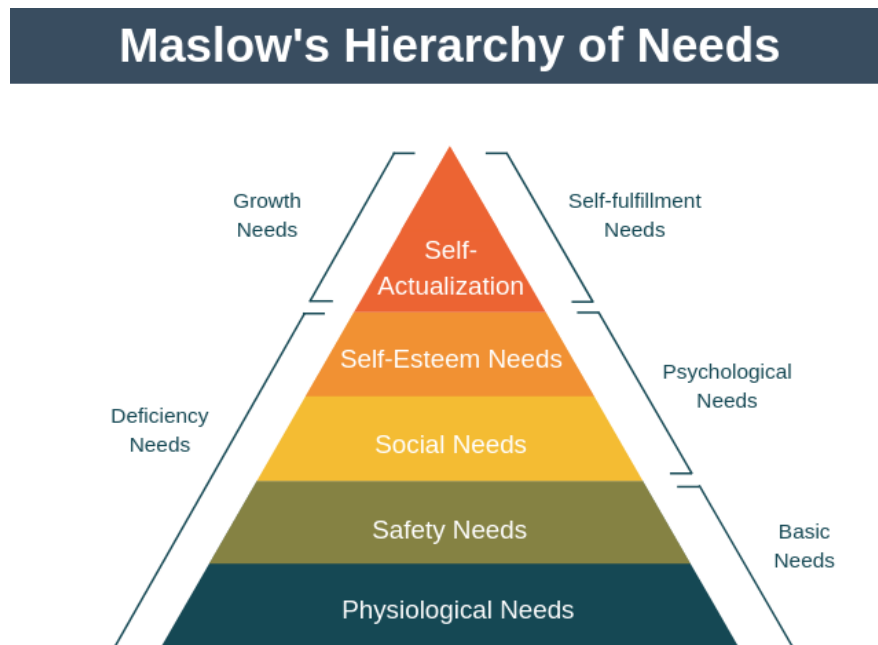 Maslow's Hierarchy of Needs
Growth
Needs
Self-fulfillment
Needs
Self-
Actualization
Self-Esteem Needs
Psychological
Needs
Deficiency
Needs
Social Needs
Safety Needs
Basic
Needs
Physiological Needs